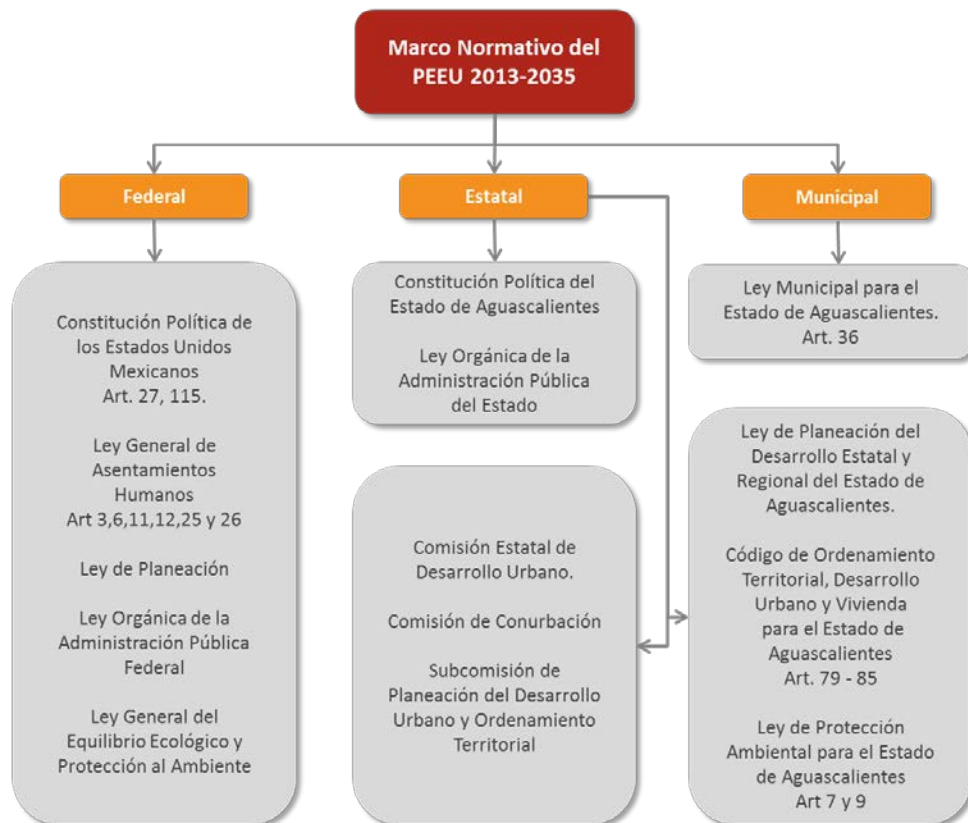 Marco Normativo del
PEEU 2013-2035
Federal
Estatal
Municipal
Constitución Política de
los Estados Unidos
Mexicanos
Art. 27, 115.
Ley General de
Asentamientos
Humanos
Art 3,6,11,12,25 y 26
Ley de Planeación
Ley Orgánica de la
Administración Pública
Federal
Ley General del
Equilibrio Ecológico y
Protección al Ambiente
Constitución Política del
Estado de Aguascalientes
Ley Orgánica de la
Administración Pública
del Estado
Comisión Estatal de
Desarrollo Urbano.
Comisión de Conurbación
Subcomisión de
Planeación del Desarrollo
Urbano y Ordenamiento
Territorial
Ley Municipal para el
Estado de Aguascalientes.
Art. 36
Ley de Planeación del
Desarrollo Estatal y
Regional del Estado de
Aguascalientes.
Código de Ordenamiento
Territorial, Desarrollo
Urbano y Vivienda
para el Estado de
Aguascalientes
Art. 79 - 85
Ley de Protección
Ambiental para el Estado
de Aguascalientes
Art 7 y 9